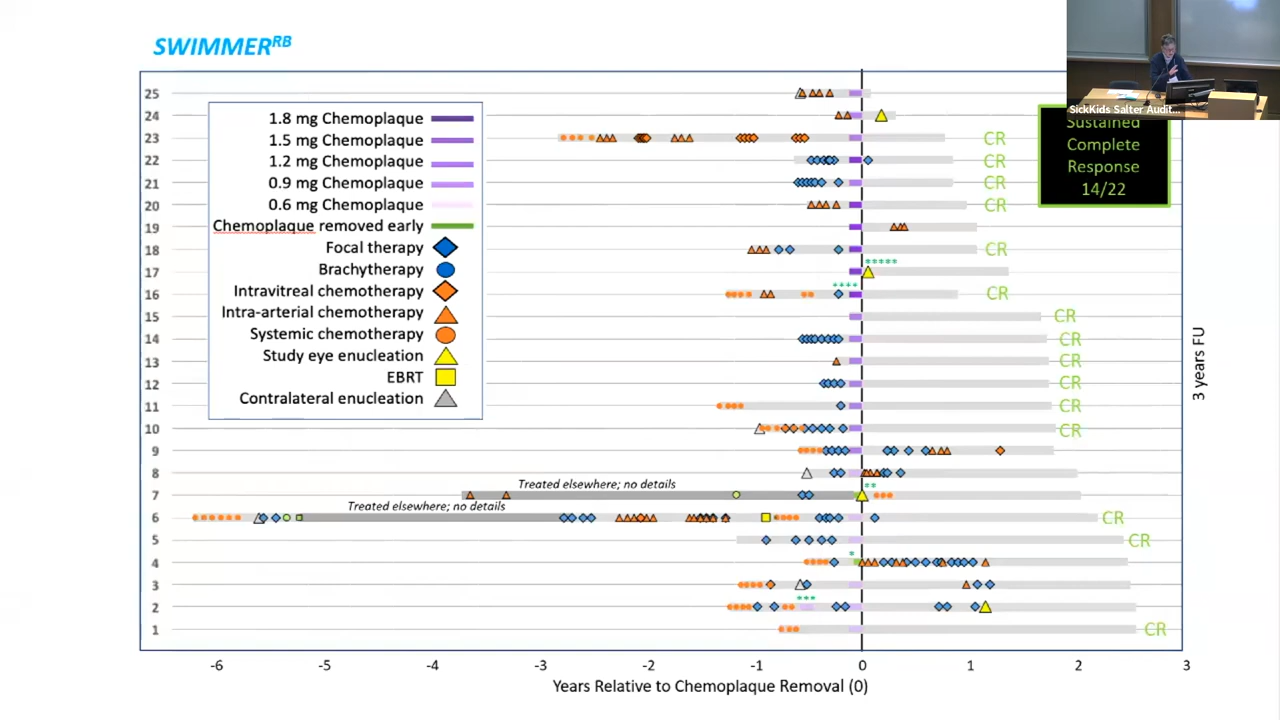 SWIMMERRB
SickKids Salter Audit...
Sustained
Complete
Response
14/22
1.8 mg Chemoplaque
1.5 mg Chemoplaque
1.2 mg Chemoplaque
0.9 mg Chemoplaque
0.6 mg Chemoplaque
Chemoplaque removed early
Focal therapy
Brachytherapy
Intravitreal chemotherapy
Intra-arterial chemotherapy
Systemic chemotherapy
Study eye enucleation
EBRT
Contralateral enucleation
25
24
23 CR
22 CR
21 CR
20 CR
19
18 CR
*****
17
****
16 CR
15 CR
14 CR
13 CR
12 CR
11 CR
10 CR
9
8
Treated elsewhere; no details
**
7
Treated elsewhere; no details
6 CR
5 CR
*
4
3
***
2
1 CR
3 years FU
-6 -5 -4 -3 -2 -1 0 1 2 3
Years Relative to Chemoplaque Removal (0)